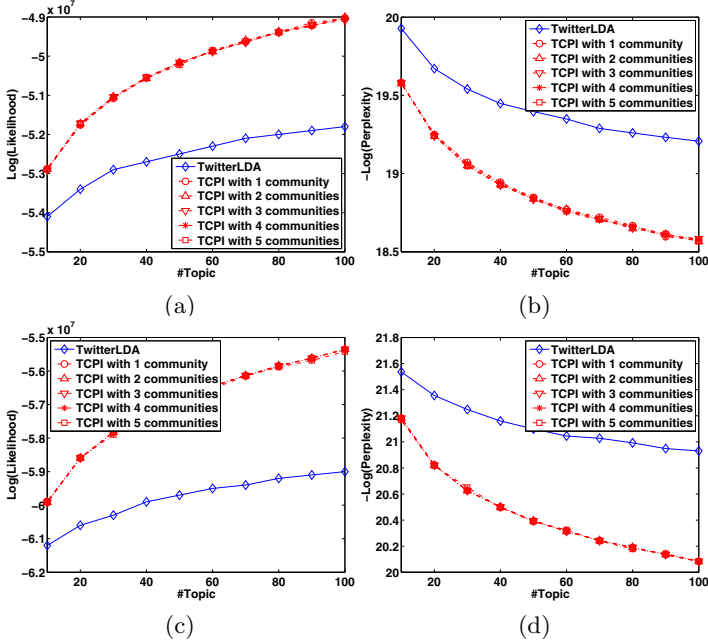 x 10^7
−4.9
−5
−5.1
−5.2
−5.3
−5.4
−5.5
Log(Likelihood)
TwitterLDA
TCPI with 1 community
TCPI with 2 communities
TCPI with 3 communities
TCPI with 4 communities
TCPI with 5 communities
20 40 60 80 100
#Topic
(a)
20
19.5
19
18.5
−Log(Perplexity)
TwitterLDA
TCPI with 1 community
TCPI with 2 communities
TCPI with 3 communities
TCPI with 4 communities
TCPI with 5 communities
20 40 60 80 100
#Topic
(b)
x 10^7
−5.5
−5.6
−5.7
−5.8
−5.9
−6
−6.1
−6.2
Log(Likelihood)
TwitterLDA
TCPI with 1 community
TCPI with 2 communities
TCPI with 3 communities
TCPI with 4 communities
TCPI with 5 communities
20 40 60 80 100
#Topic
(c)
21.8
21.6
21.4
21.2
21
20.8
20.6
20.4
20.2
20
−Log(Perplexity)
TwitterLDA
TCPI with 1 community
TCPI with 2 communities
TCPI with 3 communities
TCPI with 4 communities
TCPI with 5 communities
20 40 60 80 100
#Topic
(d)